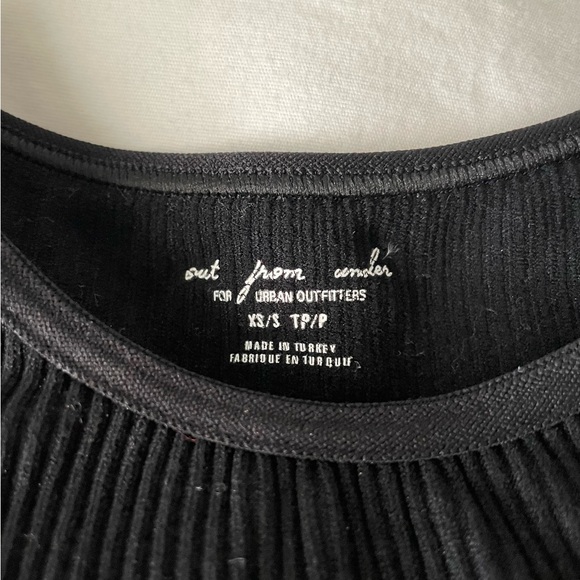 out from under
FOR URBAN OUTFITTERS
XS/S TP/P
MADE IN TURKEY
FABRIQUE EN TURQUIE